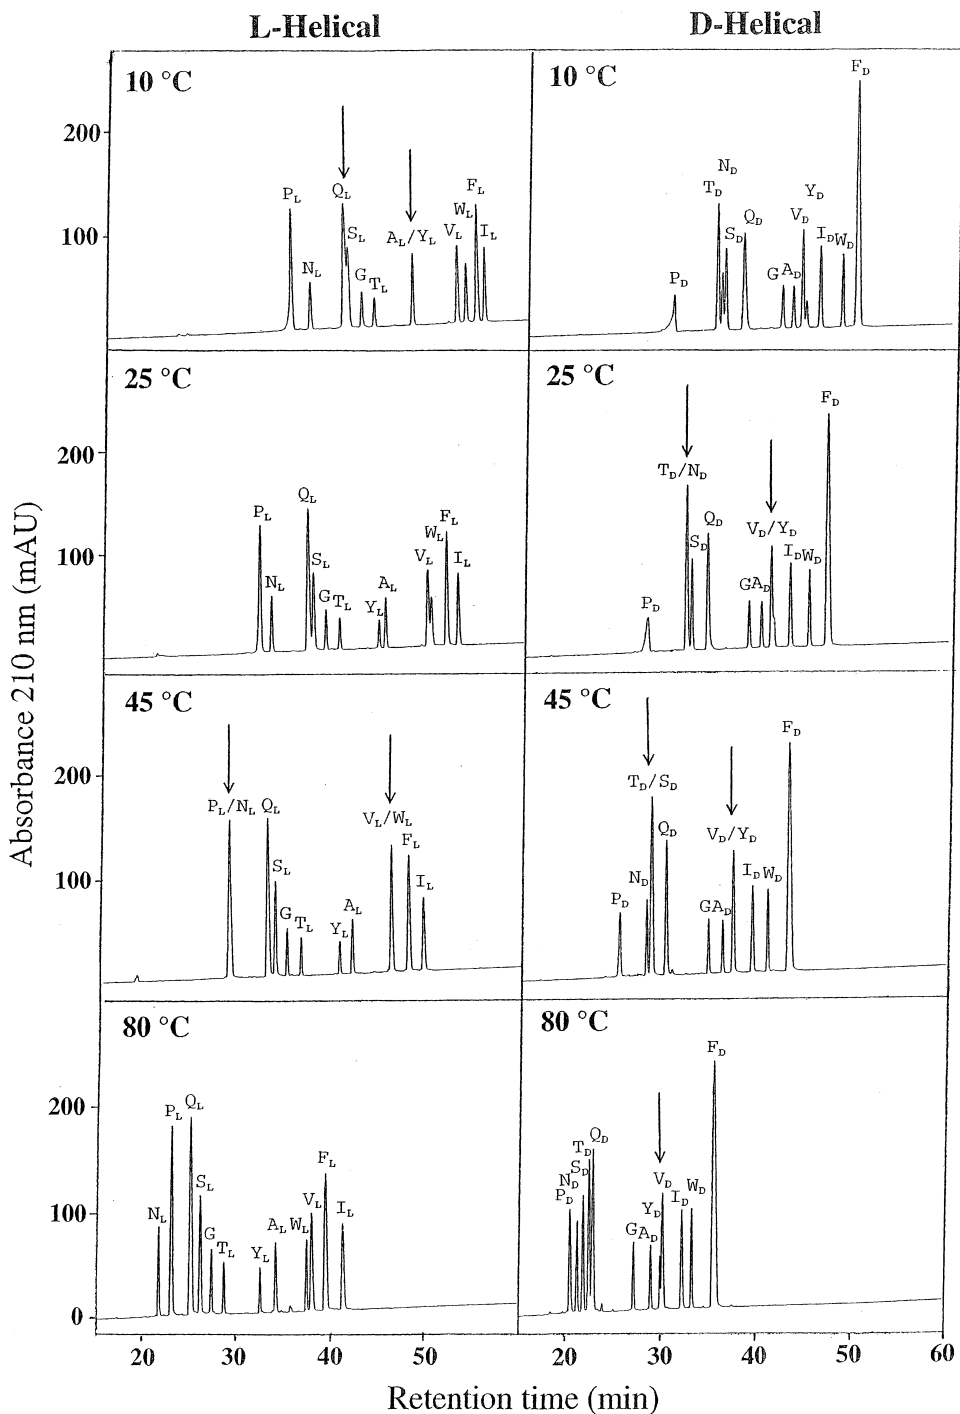 L-Helical D-Helical
10 °C
200
100
P_L N_L Q_L S_L G T_L A_L/Y_L V_L W_L F_L I_L
10 °C
P_D T_D N_D S_D Q_D G A_D V_D Y_D I_D W_D F_D
25 °C
200
100
P_L N_L Q_L S_L G T_L Y_L A_L V_L W_L F_L I_L
25 °C
P_D T_D/N_D S_D Q_D G A_D V_D/Y_D I_D W_D F_D
45 °C
200
100
P_L/N_L Q_L S_L G T_L Y_L A_L V_L/W_L F_L I_L
45 °C
P_D N_D T_D/S_D Q_D G A_D V_D/Y_D I_D W_D F_D
80 °C
200
100
0
N_L P_L Q_L S_L G T_L Y_L A_L W_L V_L F_L I_L
80 °C
P_D N_D S_D T_D Q_D G A_D Y_D V_D I_D W_D F_D
20 30 40 50 20 30 40 50 60
Absorbance 210 nm (mAU)
Retention time (min)